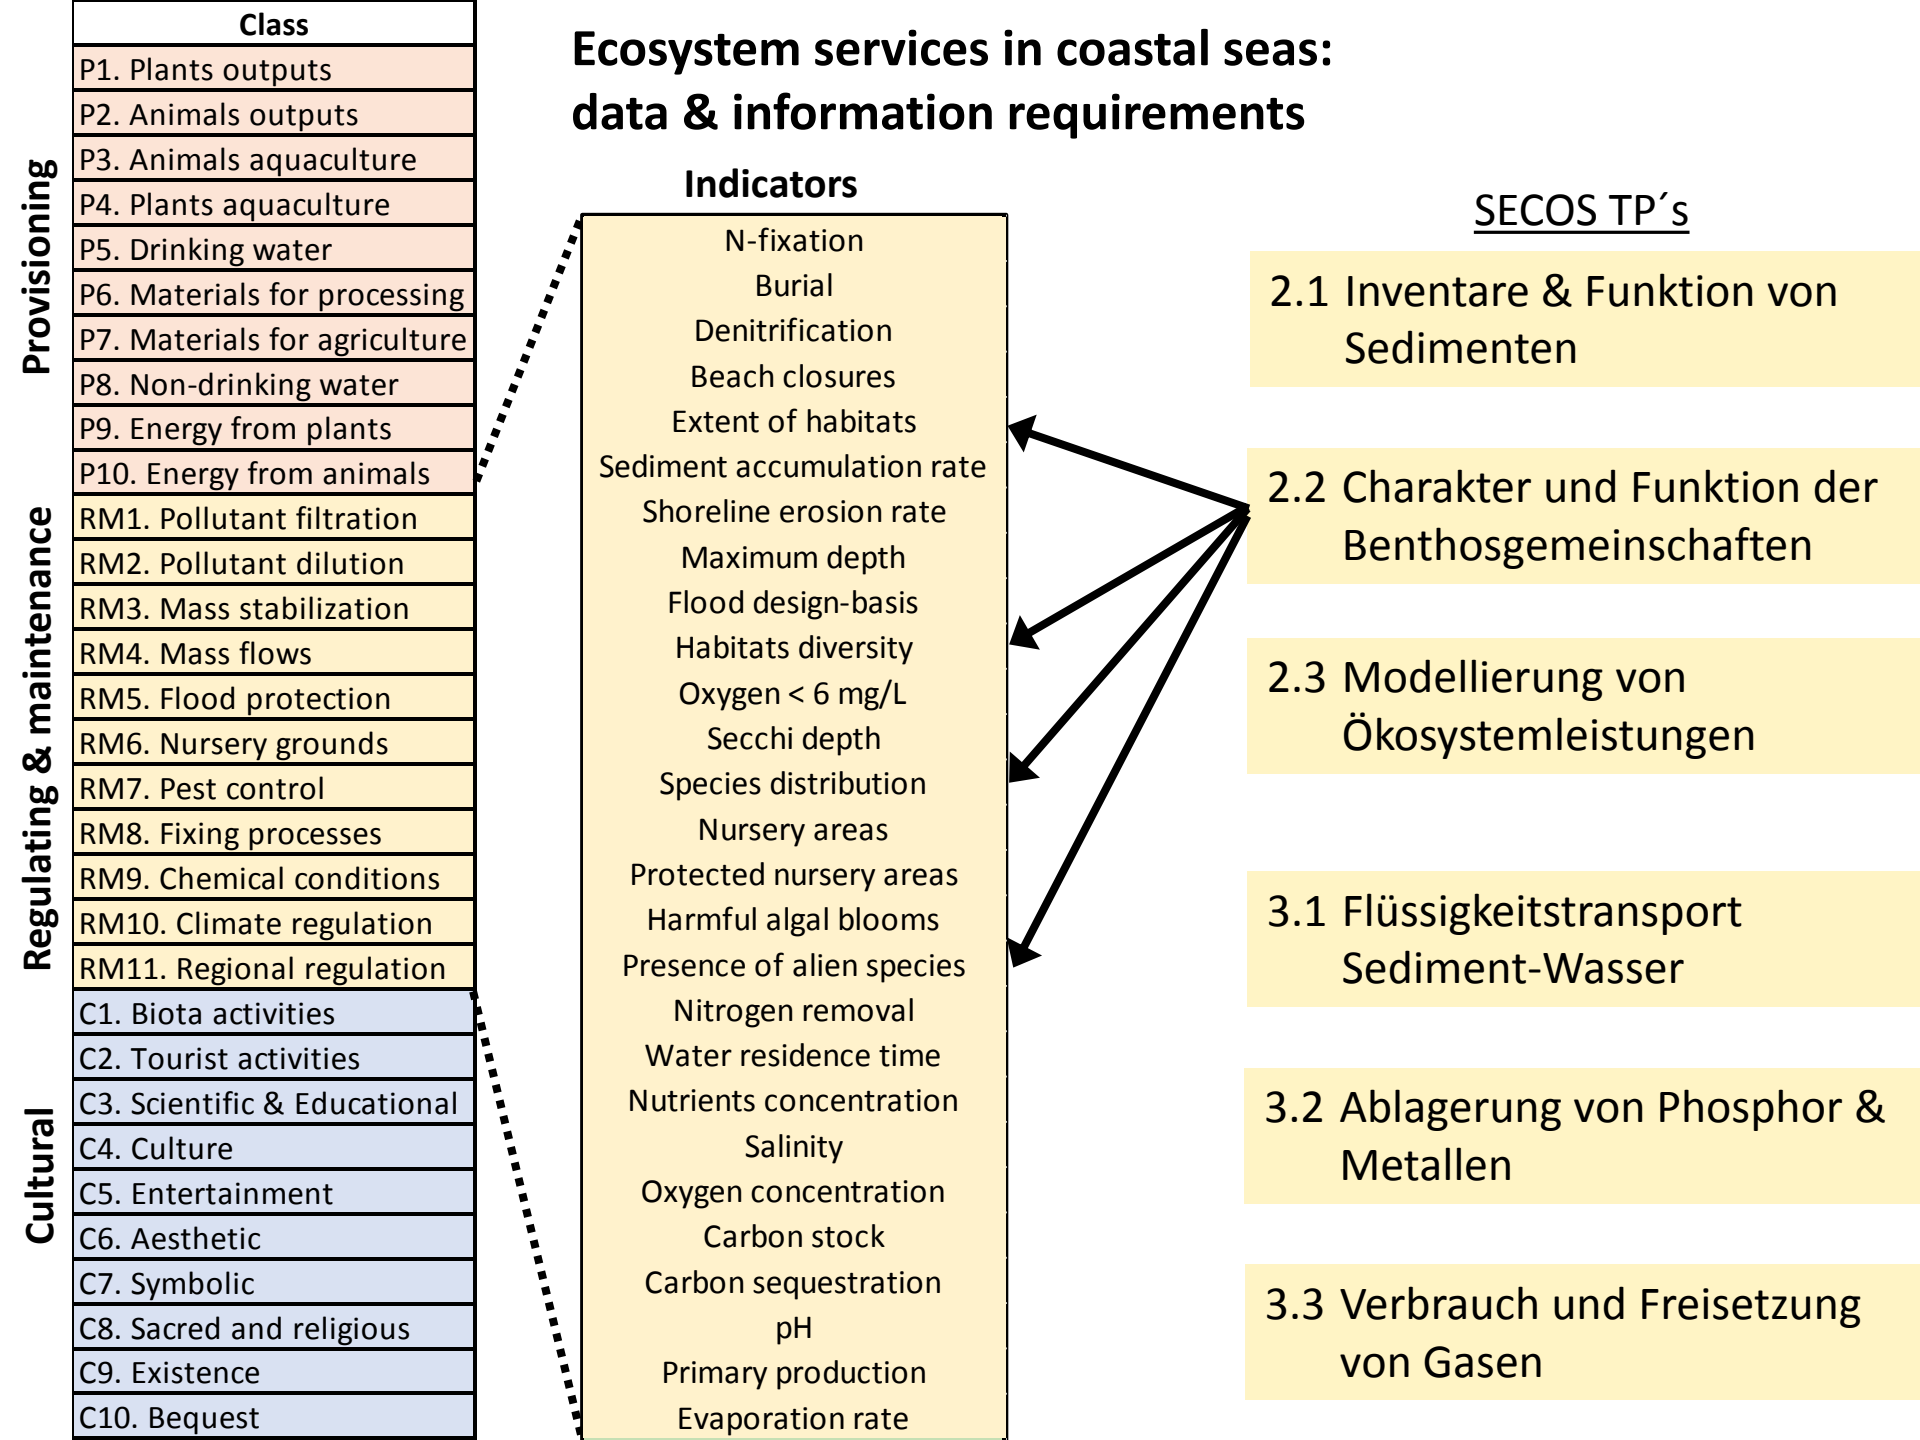 Ecosystem services in coastal seas:
data & information requirements
Class
Provisioning
P1. Plants outputs
P2. Animals outputs
P3. Animals aquaculture
P4. Plants aquaculture
P5. Drinking water
P6. Materials for processing
P7. Materials for agriculture
P8. Non-drinking water
P9. Energy from plants
P10. Energy from animals
Regulating & maintenance
RM1. Pollutant filtration
RM2. Pollutant dilution
RM3. Mass stabilization
RM4. Mass flows
RM5. Flood protection
RM6. Nursery grounds
RM7. Pest control
RM8. Fixing processes
RM9. Chemical conditions
RM10. Climate regulation
RM11. Regional regulation
Cultural
C1. Biota activities
C2. Tourist activities
C3. Scientific & Educational
C4. Culture
C5. Entertainment
C6. Aesthetic
C7. Symbolic
C8. Sacred and religious
C9. Existence
C10. Bequest
Indicators
N-fixation
Burial
Denitrification
Beach closures
Extent of habitats
Sediment accumulation rate
Shoreline erosion rate
Maximum depth
Flood design-basis
Habitats diversity
Oxygen < 6 mg/L
Secchi depth
Species distribution
Nursery areas
Protected nursery areas
Harmful algal blooms
Presence of alien species
Nitrogen removal
Water residence time
Nutrients concentration
Salinity
Oxygen concentration
Carbon stock
Carbon sequestration
pH
Primary production
Evaporation rate
SECOS TP´s
2.1 Inventare & Funktion von
Sedimenten
2.2 Charakter und Funktion der
Benthosgemeinschaften
2.3 Modellierung von
Ökosystemleistungen
3.1 Flüssigkeitstransport
Sediment-Wasser
3.2 Ablagerung von Phosphor &
Metallen
3.3 Verbrauch und Freisetzung
von Gasen